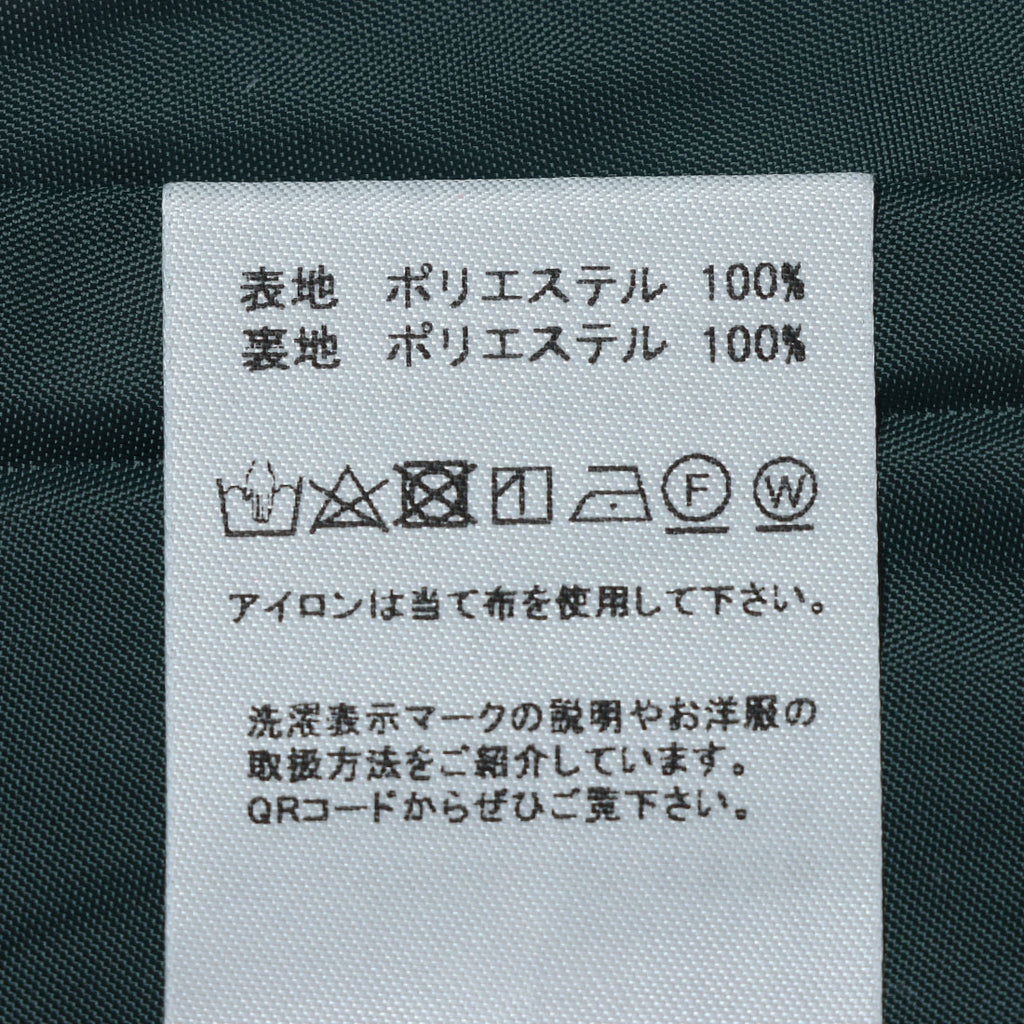 表地 ポリエステル 100%
裏地 ポリエステル 100%
F W
アイロンは当て布を使用して下さい。
洗濯表示マークの説明やお洋服の
取扱方法をご紹介しています。
QRコードからぜひご覧下さい。